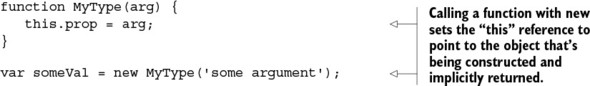 function MyType(arg) {
this.prop = arg;
}
var someVal = new MyType('some argument');
Calling a function with new
sets the “this” reference to
point to the object that’s
being constructed and
implicitly returned.